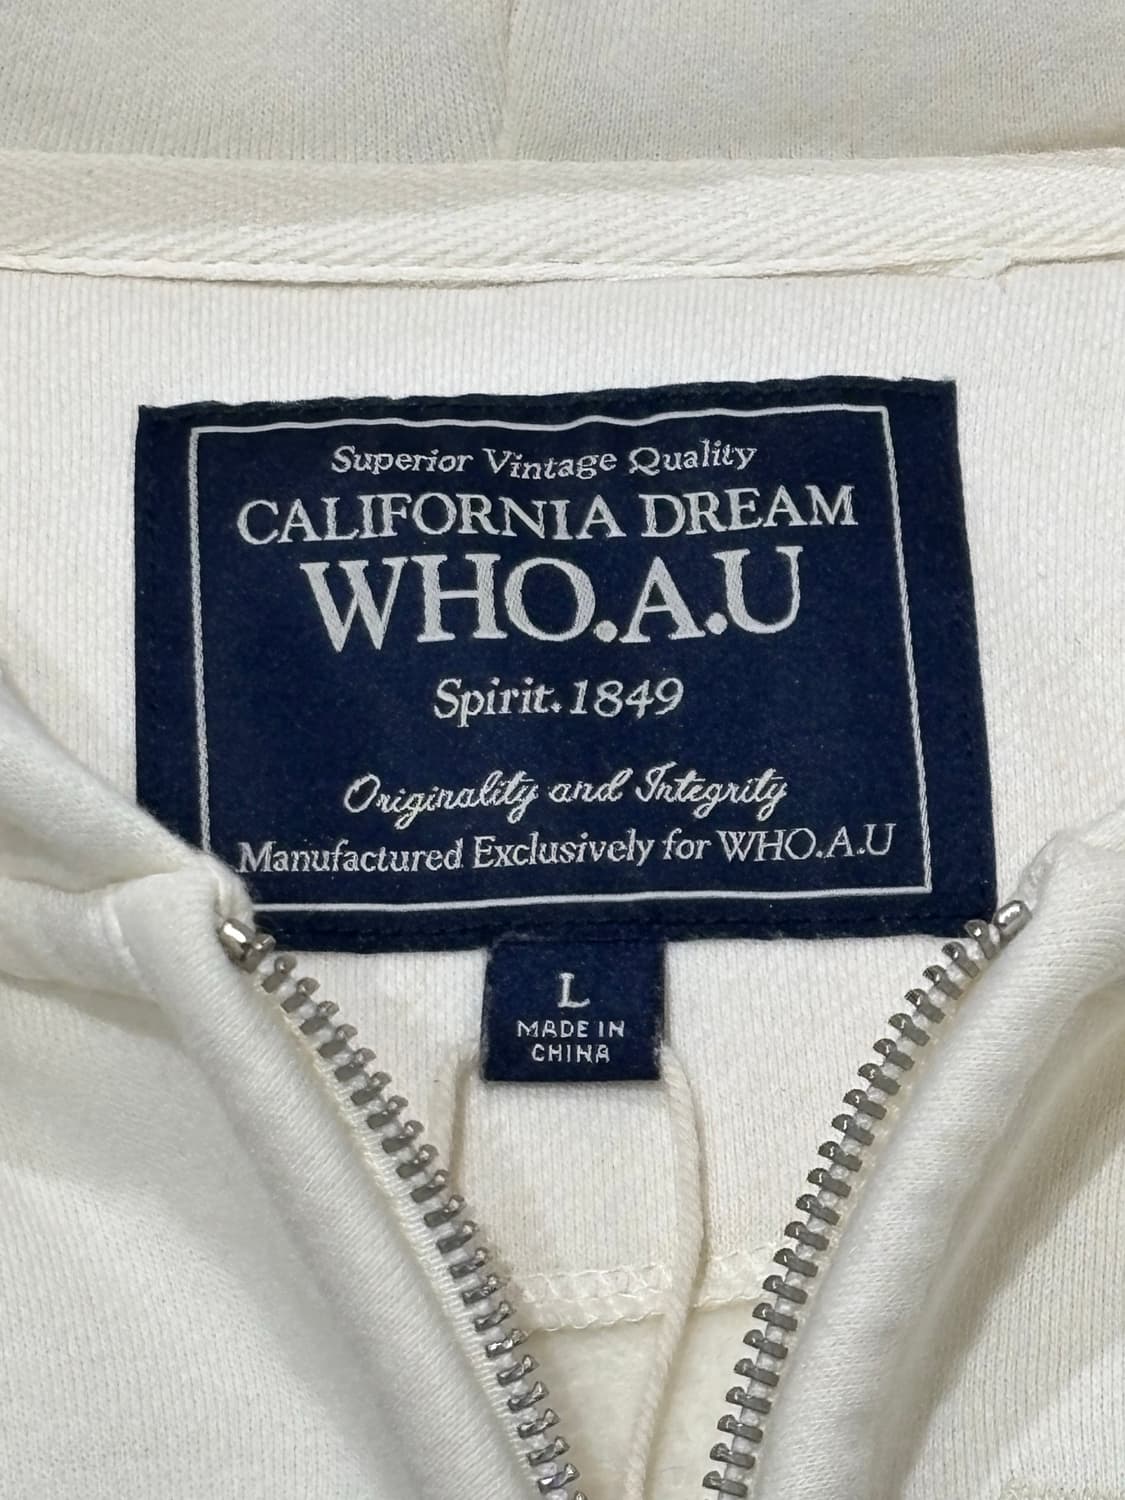 Superior Vintage Quality
CALIFORNIA DREAM
WHO.A.U
Spirit.1849
Originality and Integrity
Manufactured Exclusively for WHO.A.U
L
MADE IN
CHINA